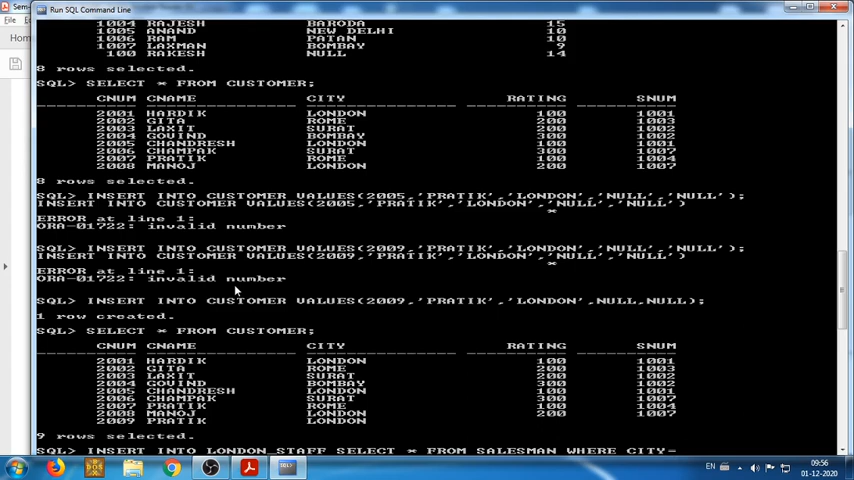 Sem-
Run SQL Command Line
File
Home
1004 RAJESH BARODA 15
1005 ANAND NEW DELHI 10
1006 RAM PATAN 10
1007 LAXMAN BOMBAY 9
100 RAKESH NULL 14
8 rows selected.
SQL> SELECT * FROM CUSTOMER;
CNUM CNAME CITY RATING SNUM
2001 HARDIK LONDON 100 1001
2002 GITA ROME 200 1003
2003 LAXIT SURAT 200 1002
2004 GOVIND BOMBAY 300 1002
2005 CHANDRESH LONDON 100 1001
2006 CHAMPAK SURAT 300 1007
2007 PRATIK ROME 100 1004
2008 MANOJ LONDON 200 1007
8 rows selected.
SQL> INSERT INTO CUSTOMER VALUES(2005,'PRATIK','LONDON','NULL','NULL');
INSERT INTO CUSTOMER VALUES(2005,'PRATIK','LONDON','NULL','NULL')
*
ERROR at line 1:
ORA-01722: invalid number
SQL> INSERT INTO CUSTOMER VALUES(2009,'PRATIK','LONDON','NULL','NULL');
INSERT INTO CUSTOMER VALUES(2009,'PRATIK','LONDON','NULL','NULL')
*
ERROR at line 1:
ORA-01722: invalid number
SQL> INSERT INTO CUSTOMER VALUES(2009,'PRATIK','LONDON',NULL,NULL);
1 row created.
SQL> SELECT * FROM CUSTOMER;
CNUM CNAME CITY RATING SNUM
2001 HARDIK LONDON 100 1001
2002 GITA ROME 200 1003
2003 LAXIT SURAT 200 1002
2004 GOVIND BOMBAY 300 1002
2005 CHANDRESH LONDON 100 1001
2006 CHAMPAK SURAT 300 1007
2007 PRATIK ROME 100 1004
2008 MANOJ LONDON 200 1007
2009 PRATIK LONDON
9 rows selected.
SQL> INSERT INTO LONDON_STAFF SELECT * FROM SALESMAN WHERE CITY=
DOS
SQL>
EN
09:56
01-12-2020